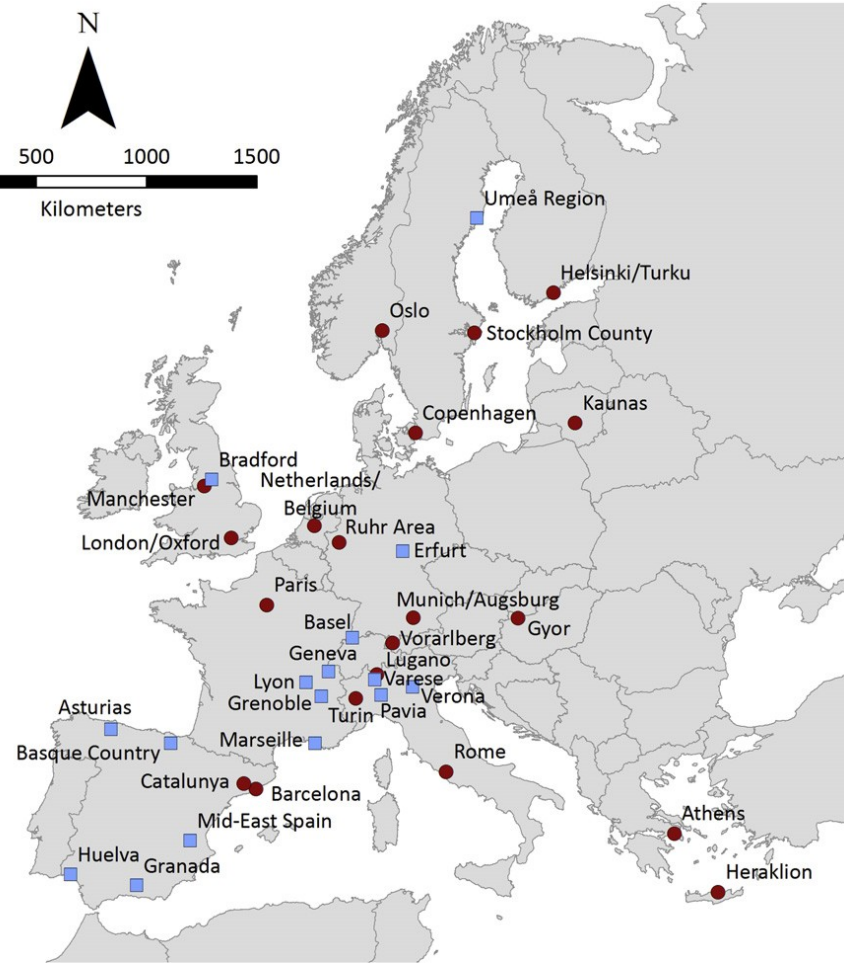 N
500 1000 1500
Kilometers
Umeå Region
Helsinki/Turku
Oslo
Stockholm County
Kaunas
Copenhagen
Bradford
Netherlands/
Manchester
Belgium
Ruhr Area
London/Oxford
Erfurt
Paris
Munich/Augsburg
Basel
Gyor
Vorarlberg
Geneva
Lugano
Lyon
Varese
Grenoble
Verona
Turin
Pavia
Asturias
Marseille
Basque Country
Rome
Catalunya
Barcelona
Mid-East Spain
Athens
Huelva
Granada
Heraklion